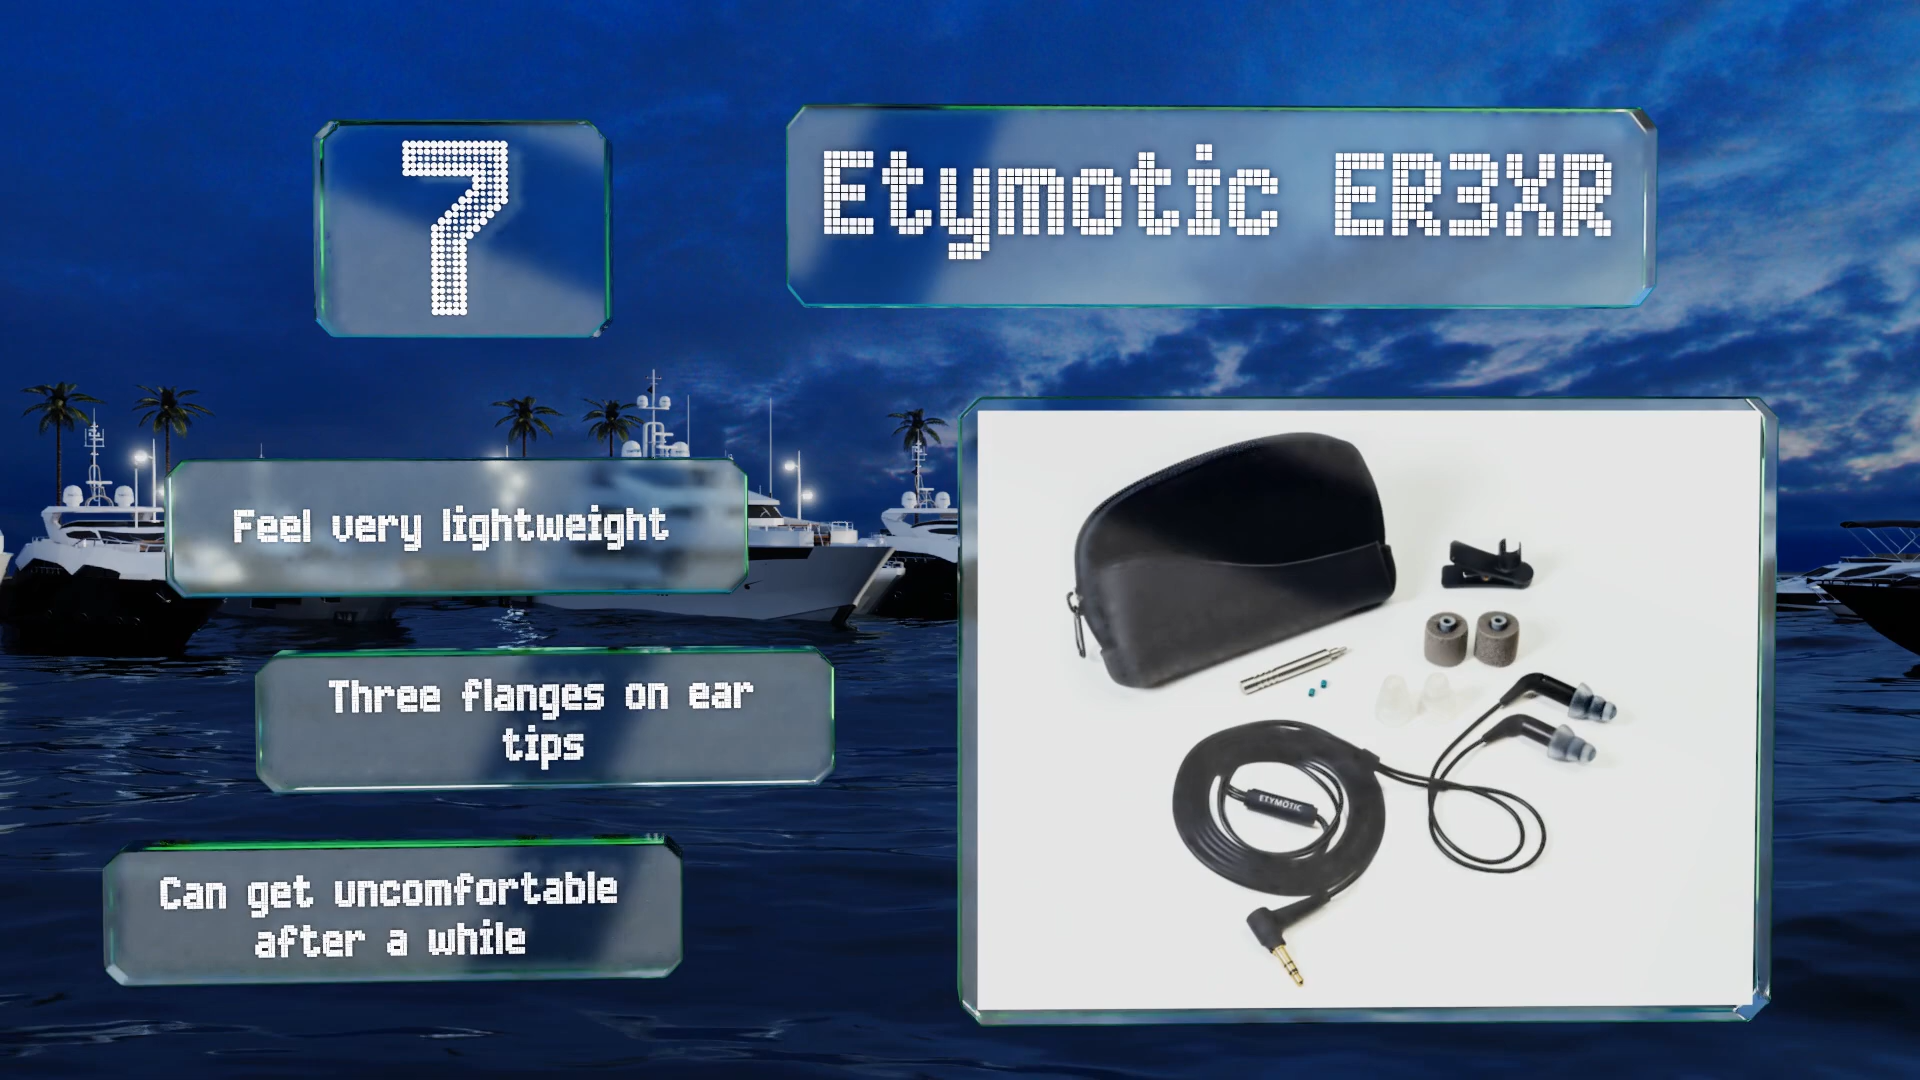 7
Etymotic ER3XR
Feel very lightweight
Three flanges on ear
tips
Can get uncomfortable
after a while
ETYMOTIC